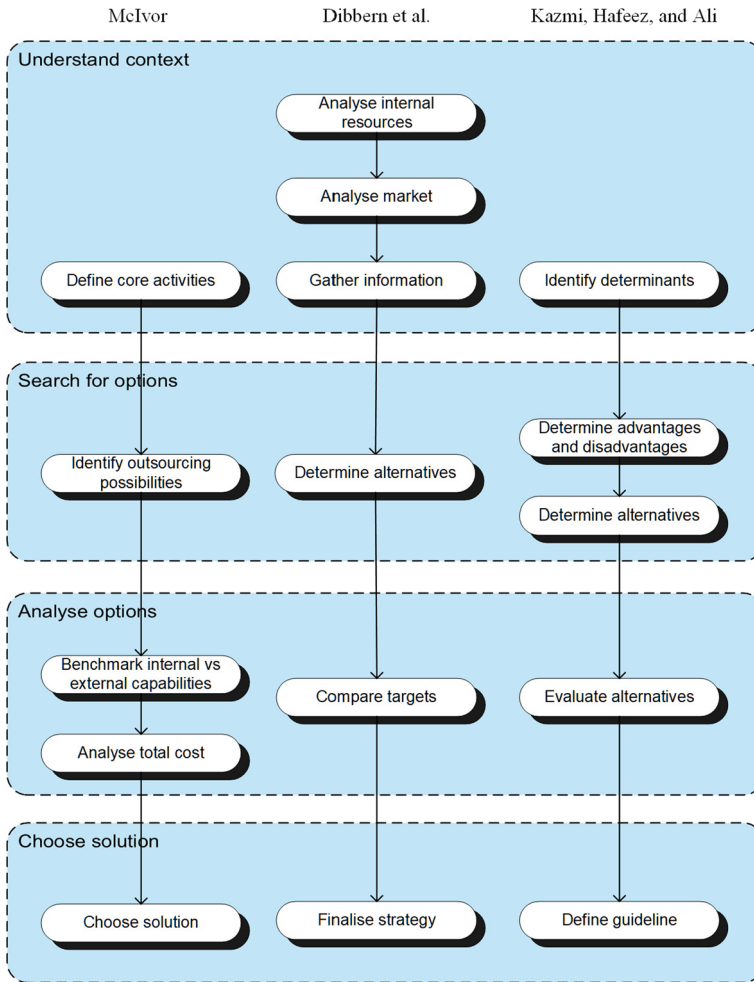 McIvor
Dibbern et al.
Kazmi, Hafeez, and Ali
Understand context
Analyse internal
resources
Analyse market
Define core activities
Gather information
Identify determinants
Search for options
Determine advantages
and disadvantages
Identify outsourcing
possibilities
Determine alternatives
Determine alternatives
Analyse options
Benchmark internal vs
external capabilities
Compare targets
Evaluate alternatives
Analyse total cost
Choose solution
Choose solution
Finalise strategy
Define guideline